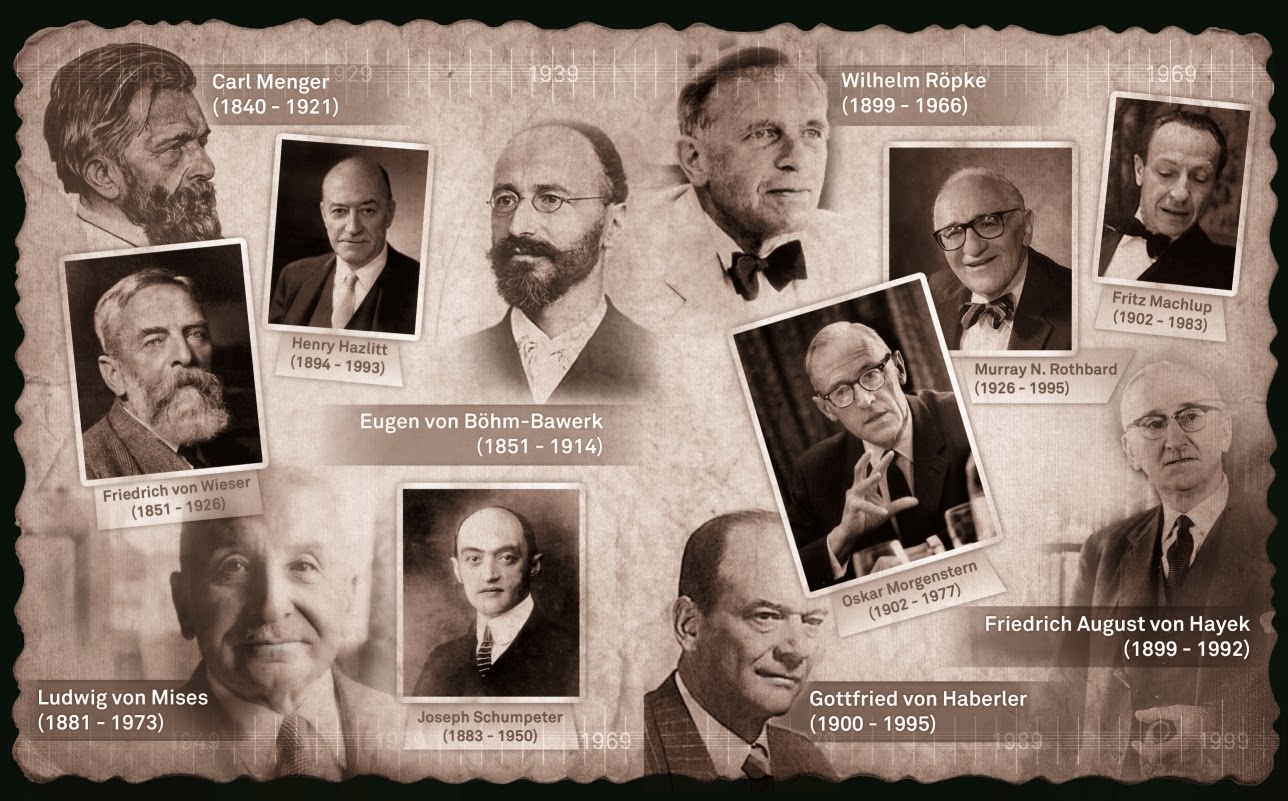 1939
1969
Carl Menger
(1840 - 1921)
Wilhelm Röpke
(1899 - 1966)
Henry Hazlitt
(1894 - 1993)
Fritz Machlup
(1902 - 1983)
Murray N. Rothbard
(1926 - 1995)
Eugen von Böhm-Bawerk
(1851 - 1914)
Friedrich von Wieser
(1851 - 1926)
Oskar Morgenstern
(1902 - 1977)
Friedrich August von Hayek
(1899 - 1992)
Ludwig von Mises
(1881 - 1973)
Joseph Schumpeter
(1883 - 1950)
Gottfried von Haberler
(1900 - 1995)
1949
1969
1989
1999